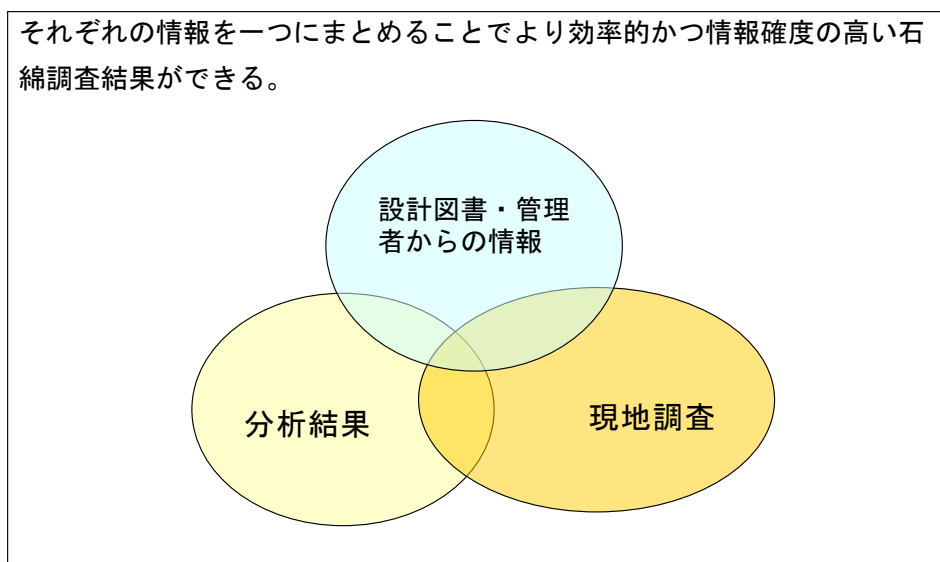 それぞれの情報を一つにまとめることでより効率的かつ情報確度の高い石
綿調査結果ができる。
設計図書・管理
者からの情報
分析結果
現地調査